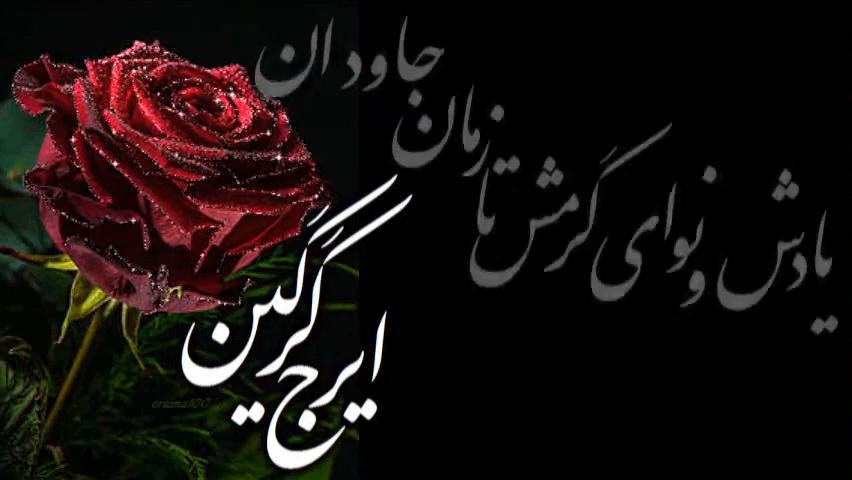 یادش و نوای گرمش تا زمان جاودان
ایرج گرگین